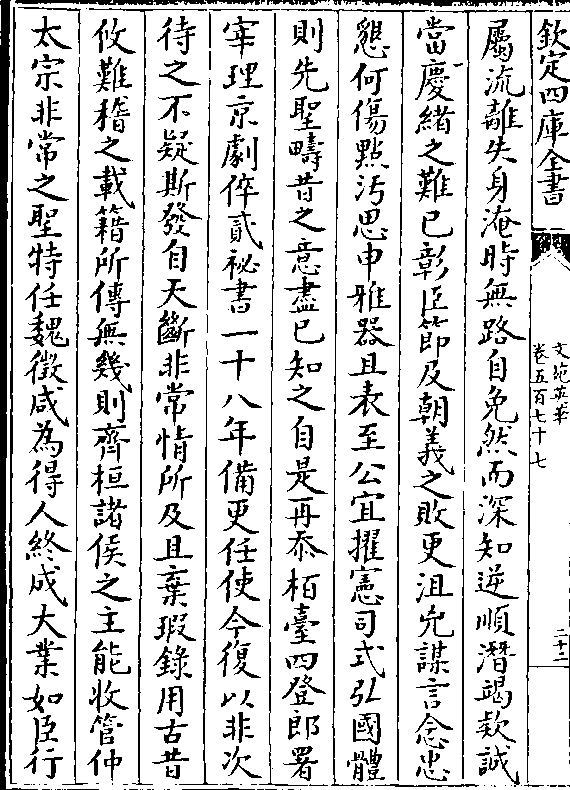 欽定四庫全書
文苑英華
卷五百七十七
二十二
屬流離失身淹時無路自免然而深知逆順潛竭欵誠
當慶緒之難已彰臣節及朝義之敗更沮兇謀言念忠
懇何傷點汚思申雅器且表至公宜擢憲司式弘國體
則先聖疇昔之意盡已知之自是再忝栢臺四登郎署
宰理京劇倅貳祕書一十八年備更任使今復以非次
待之不疑斯發自天斷非常情所及且棄瑕錄用古昔
攸難稽之載籍所傳無幾則齊桓諸侯之主能收管仲
太宗非常之聖特任魏徵咸為得人終成大業如臣行